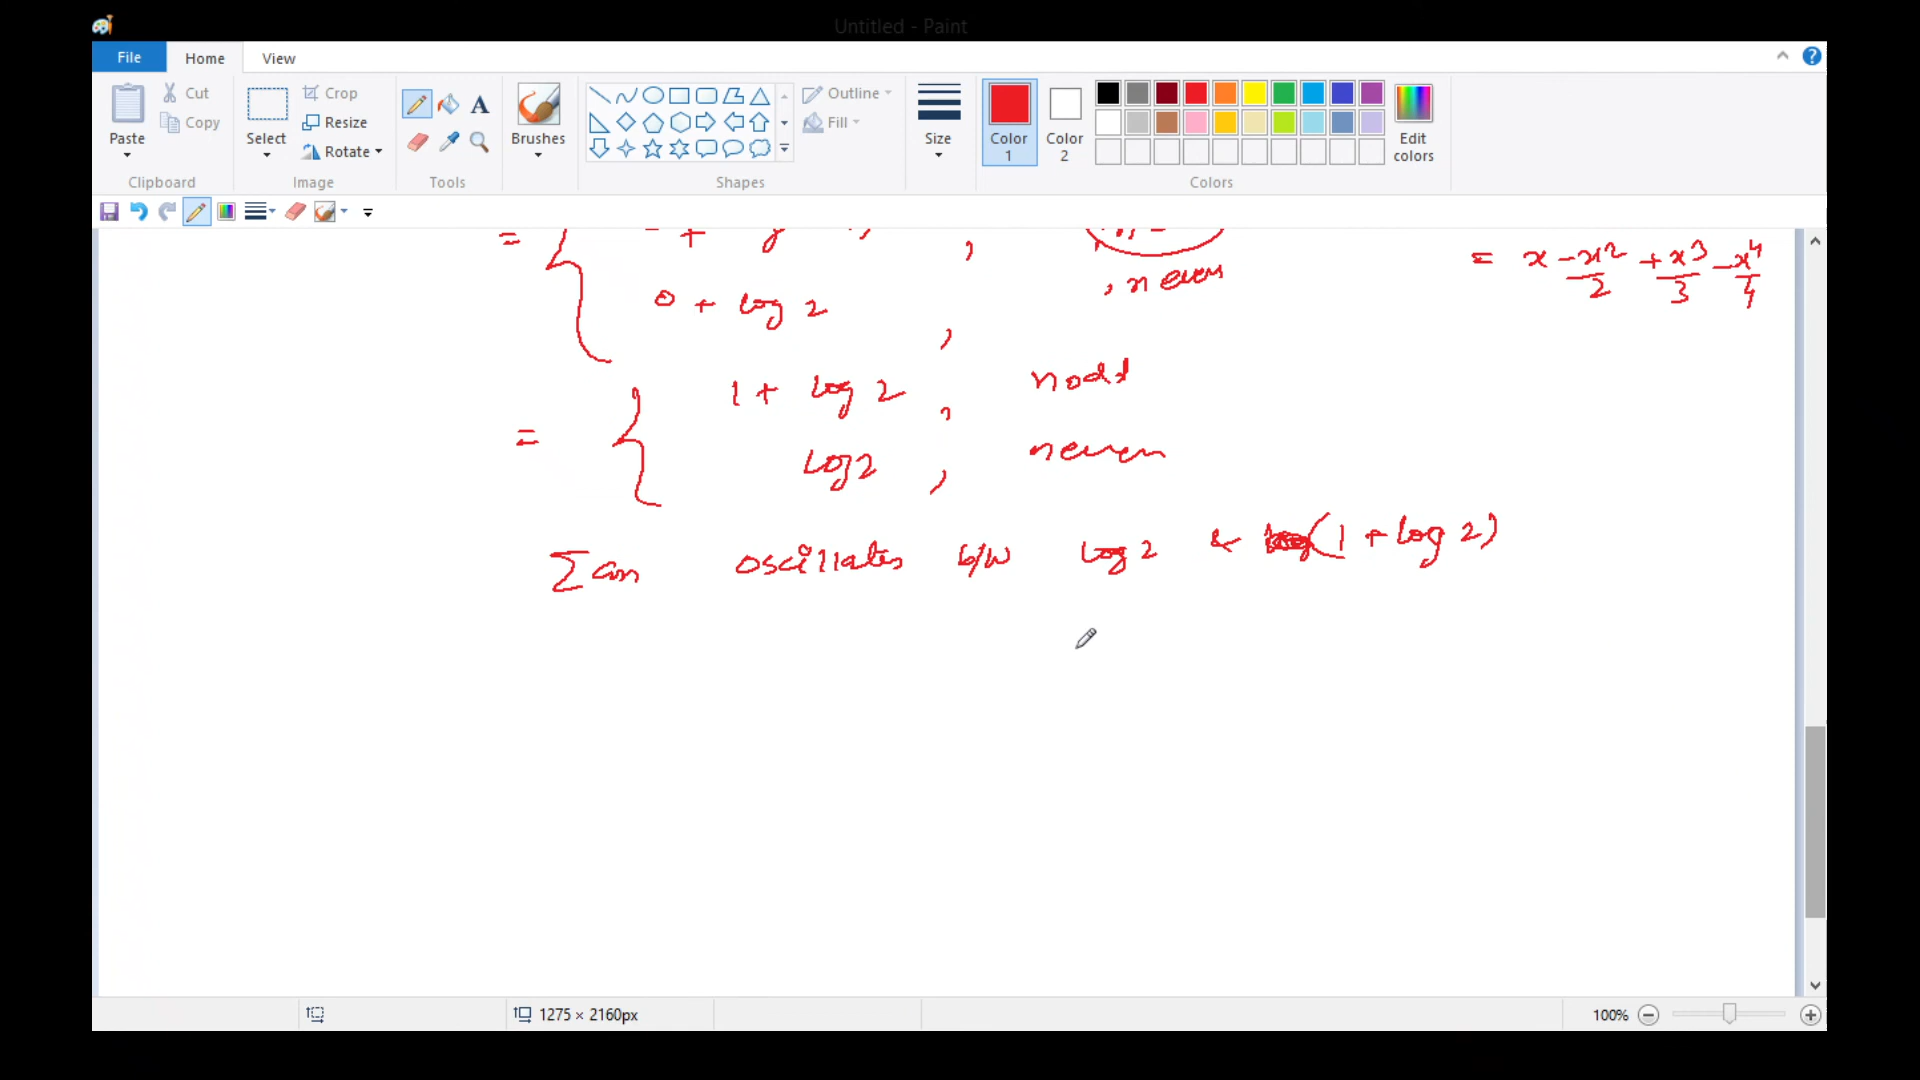 Untitled - Paint
File Home View
Paste Cut Copy Select Crop Resize Rotate Brushes Outline Fill Size Color 1 Color 2 Edit colors
Clipboard Image Tools Shapes Colors
= x - x² / 2 + x³ / 3 - x⁴ / 4
, n even
0 + log 2 ,
= { 1 + log 2 , n odd
log 2 , n even
oscillates b/w log 2 & (1 + log 2)
1275 × 2160px 100%